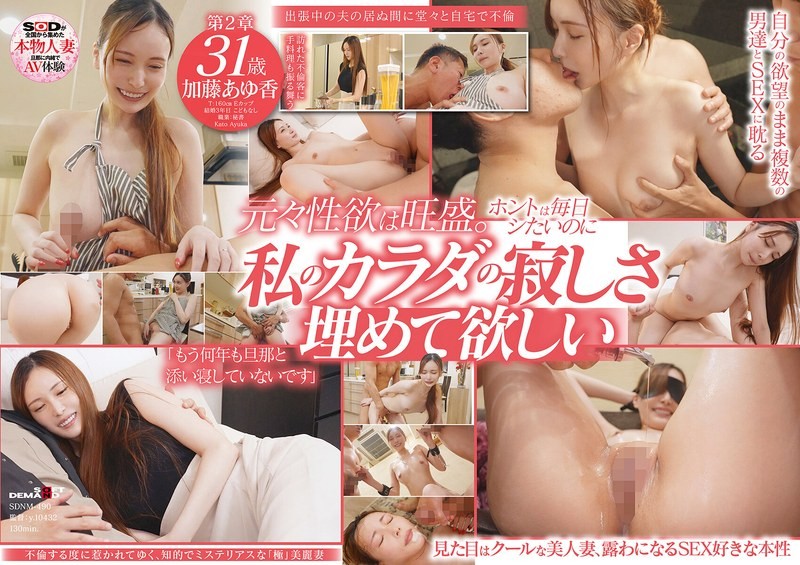 SODが
全国から集めた
本物人妻
旦那に内緒で
AV体験
第2章
31歳
加藤あゆ香
T:160cm Eカップ
結婚3年目 こどもなし
職業:秘書
Kato Ayuka
出張中の夫の居ぬ間に堂々と自宅で不倫
訪れた不倫客に
手料理も振る舞う
自分の欲望のまま複数の
男達とSEXに耽る
元々性欲は旺盛。
ホントは毎日
シたいのに
私のカラダの寂しさ
埋めて欲しい
「もう何年も旦那と
添い寝していないです」
SOFT
DEMAND
SDNM-490
監督:y.10432
130min.
不倫する度に惹かれてゆく、知的でミステリアスな「極」美麗妻
見た目はクールな美人妻、露わになるSEX好きな本性